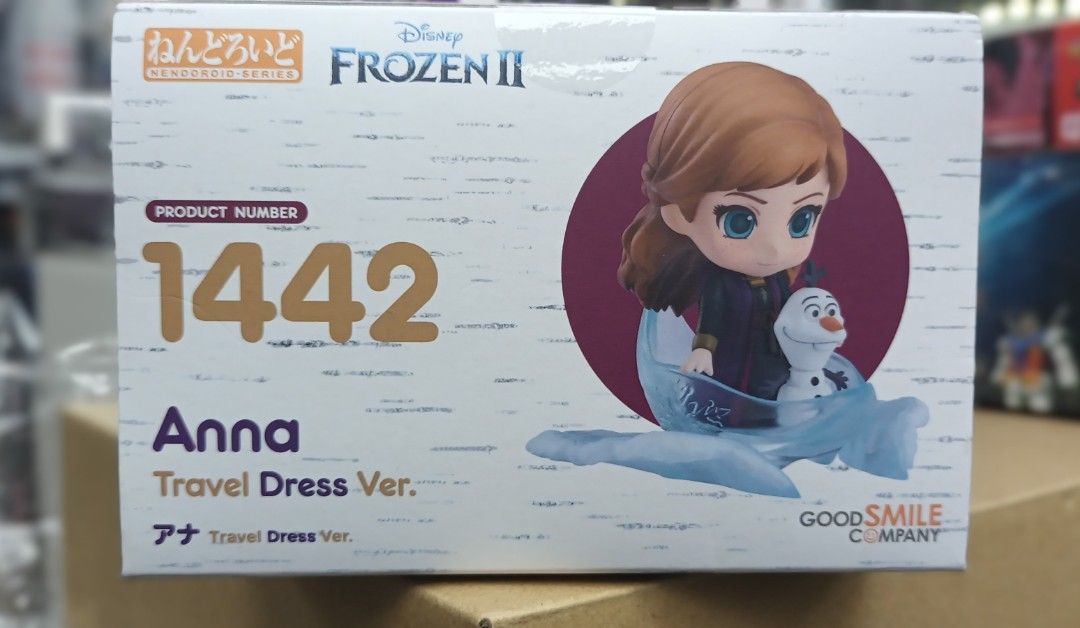 ねんどろいど
NENDOROID-SERIES
Disney
FROZEN II
PRODUCT NUMBER
1442
Anna
Travel Dress Ver.
アナ Travel Dress Ver.
GOOD SMILE
COMPANY